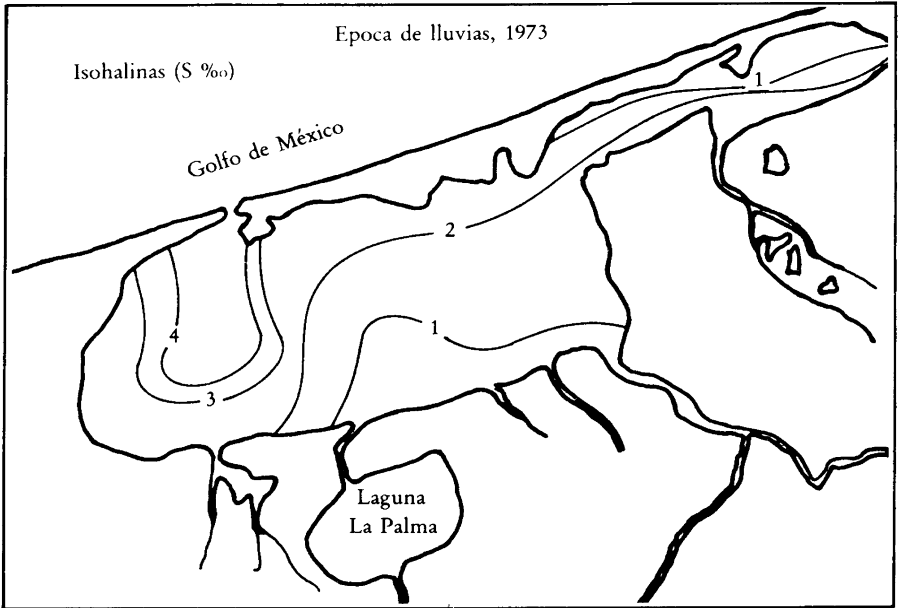 Epoca de lluvias, 1973
Isohalinas (S ‰)
Golfo de México
1
2
1
4
3
Laguna
La Palma